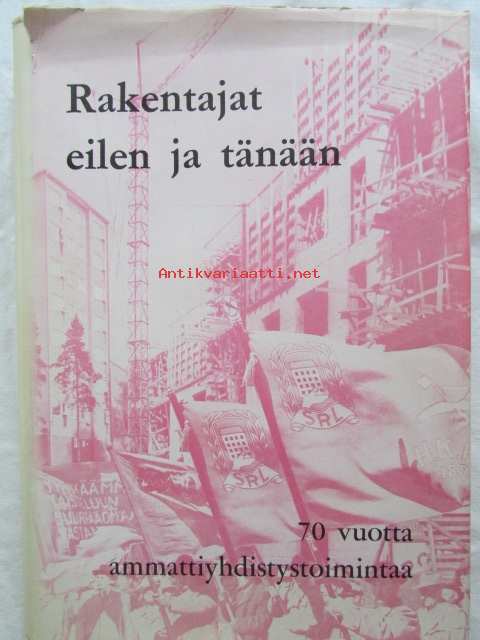 Rakentajat
eilen ja tänään
Antikvariaatti.net
SRL
SRL
70 vuotta
ammattiyhdistystoimintaa